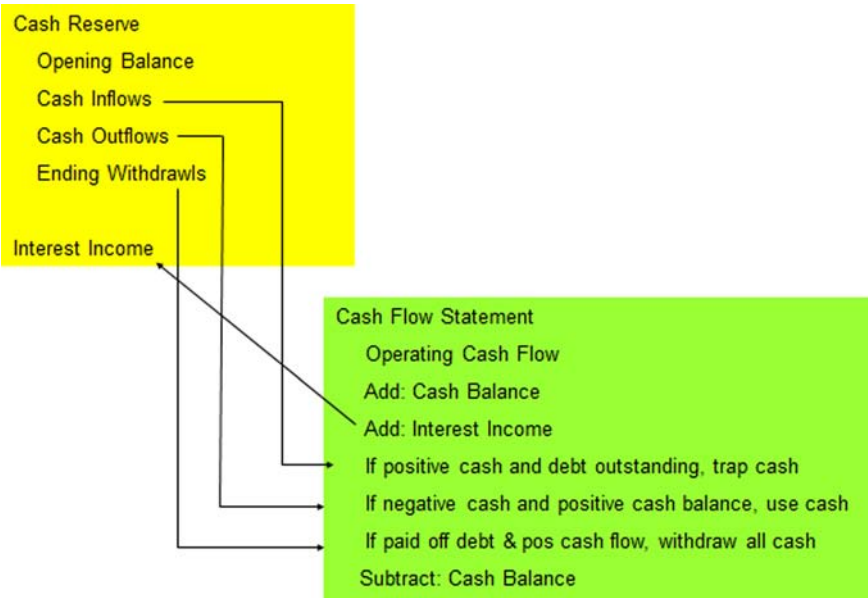 Cash Reserve
Opening Balance
Cash Inflows
Cash Outflows
Ending Withdrawls
Interest Income
Cash Flow Statement
Operating Cash Flow
Add: Cash Balance
Add: Interest Income
If positive cash and debt outstanding, trap cash
If negative cash and positive cash balance, use cash
If paid off debt & pos cash flow, withdraw all cash
Subtract: Cash Balance